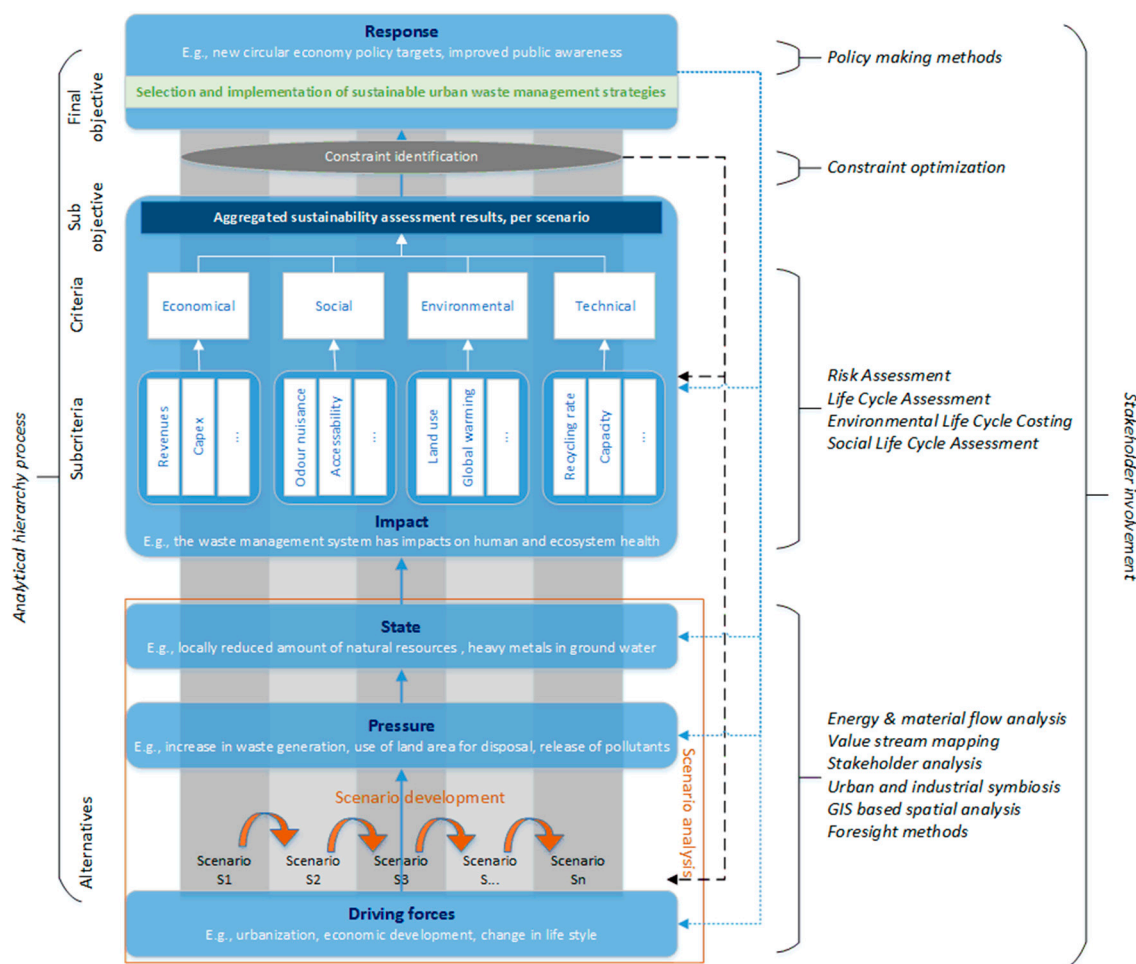 Response
E.g., new circular economy policy targets, improved public awareness
Selection and implementation of sustainable urban waste management strategies
Constraint identification
Aggregated sustainability assessment results, per scenario
Economical
Social
Environmental
Technical
Revenues
Capex
...
Odour nuisance
Accessability
...
Land use
Global warming
...
Recycling rate
Capacity
...
Impact
E.g., the waste management system has impacts on human and ecosystem health
State
E.g., locally reduced amount of natural resources , heavy metals in ground water
Pressure
E.g., increase in waste generation, use of land area for disposal, release of pollutants
Scenario development
Scenario
S1
Scenario
S2
Scenario
S3
Scenario
S...
Scenario
Sn
Scenario analysis
Driving forces
E.g., urbanization, economic development, change in life style
Analytical hierarchy process
Final
objective
Sub
objective
Criteria
Subcriteria
Alternatives
Policy making methods
Constraint optimization
Risk Assessment
Life Cycle Assessment
Environmental Life Cycle Costing
Social Life Cycle Assessment
Energy & material flow analysis
Value stream mapping
Stakeholder analysis
Urban and industrial symbiosis
GIS based spatial analysis
Foresight methods
Stakeholder involvement